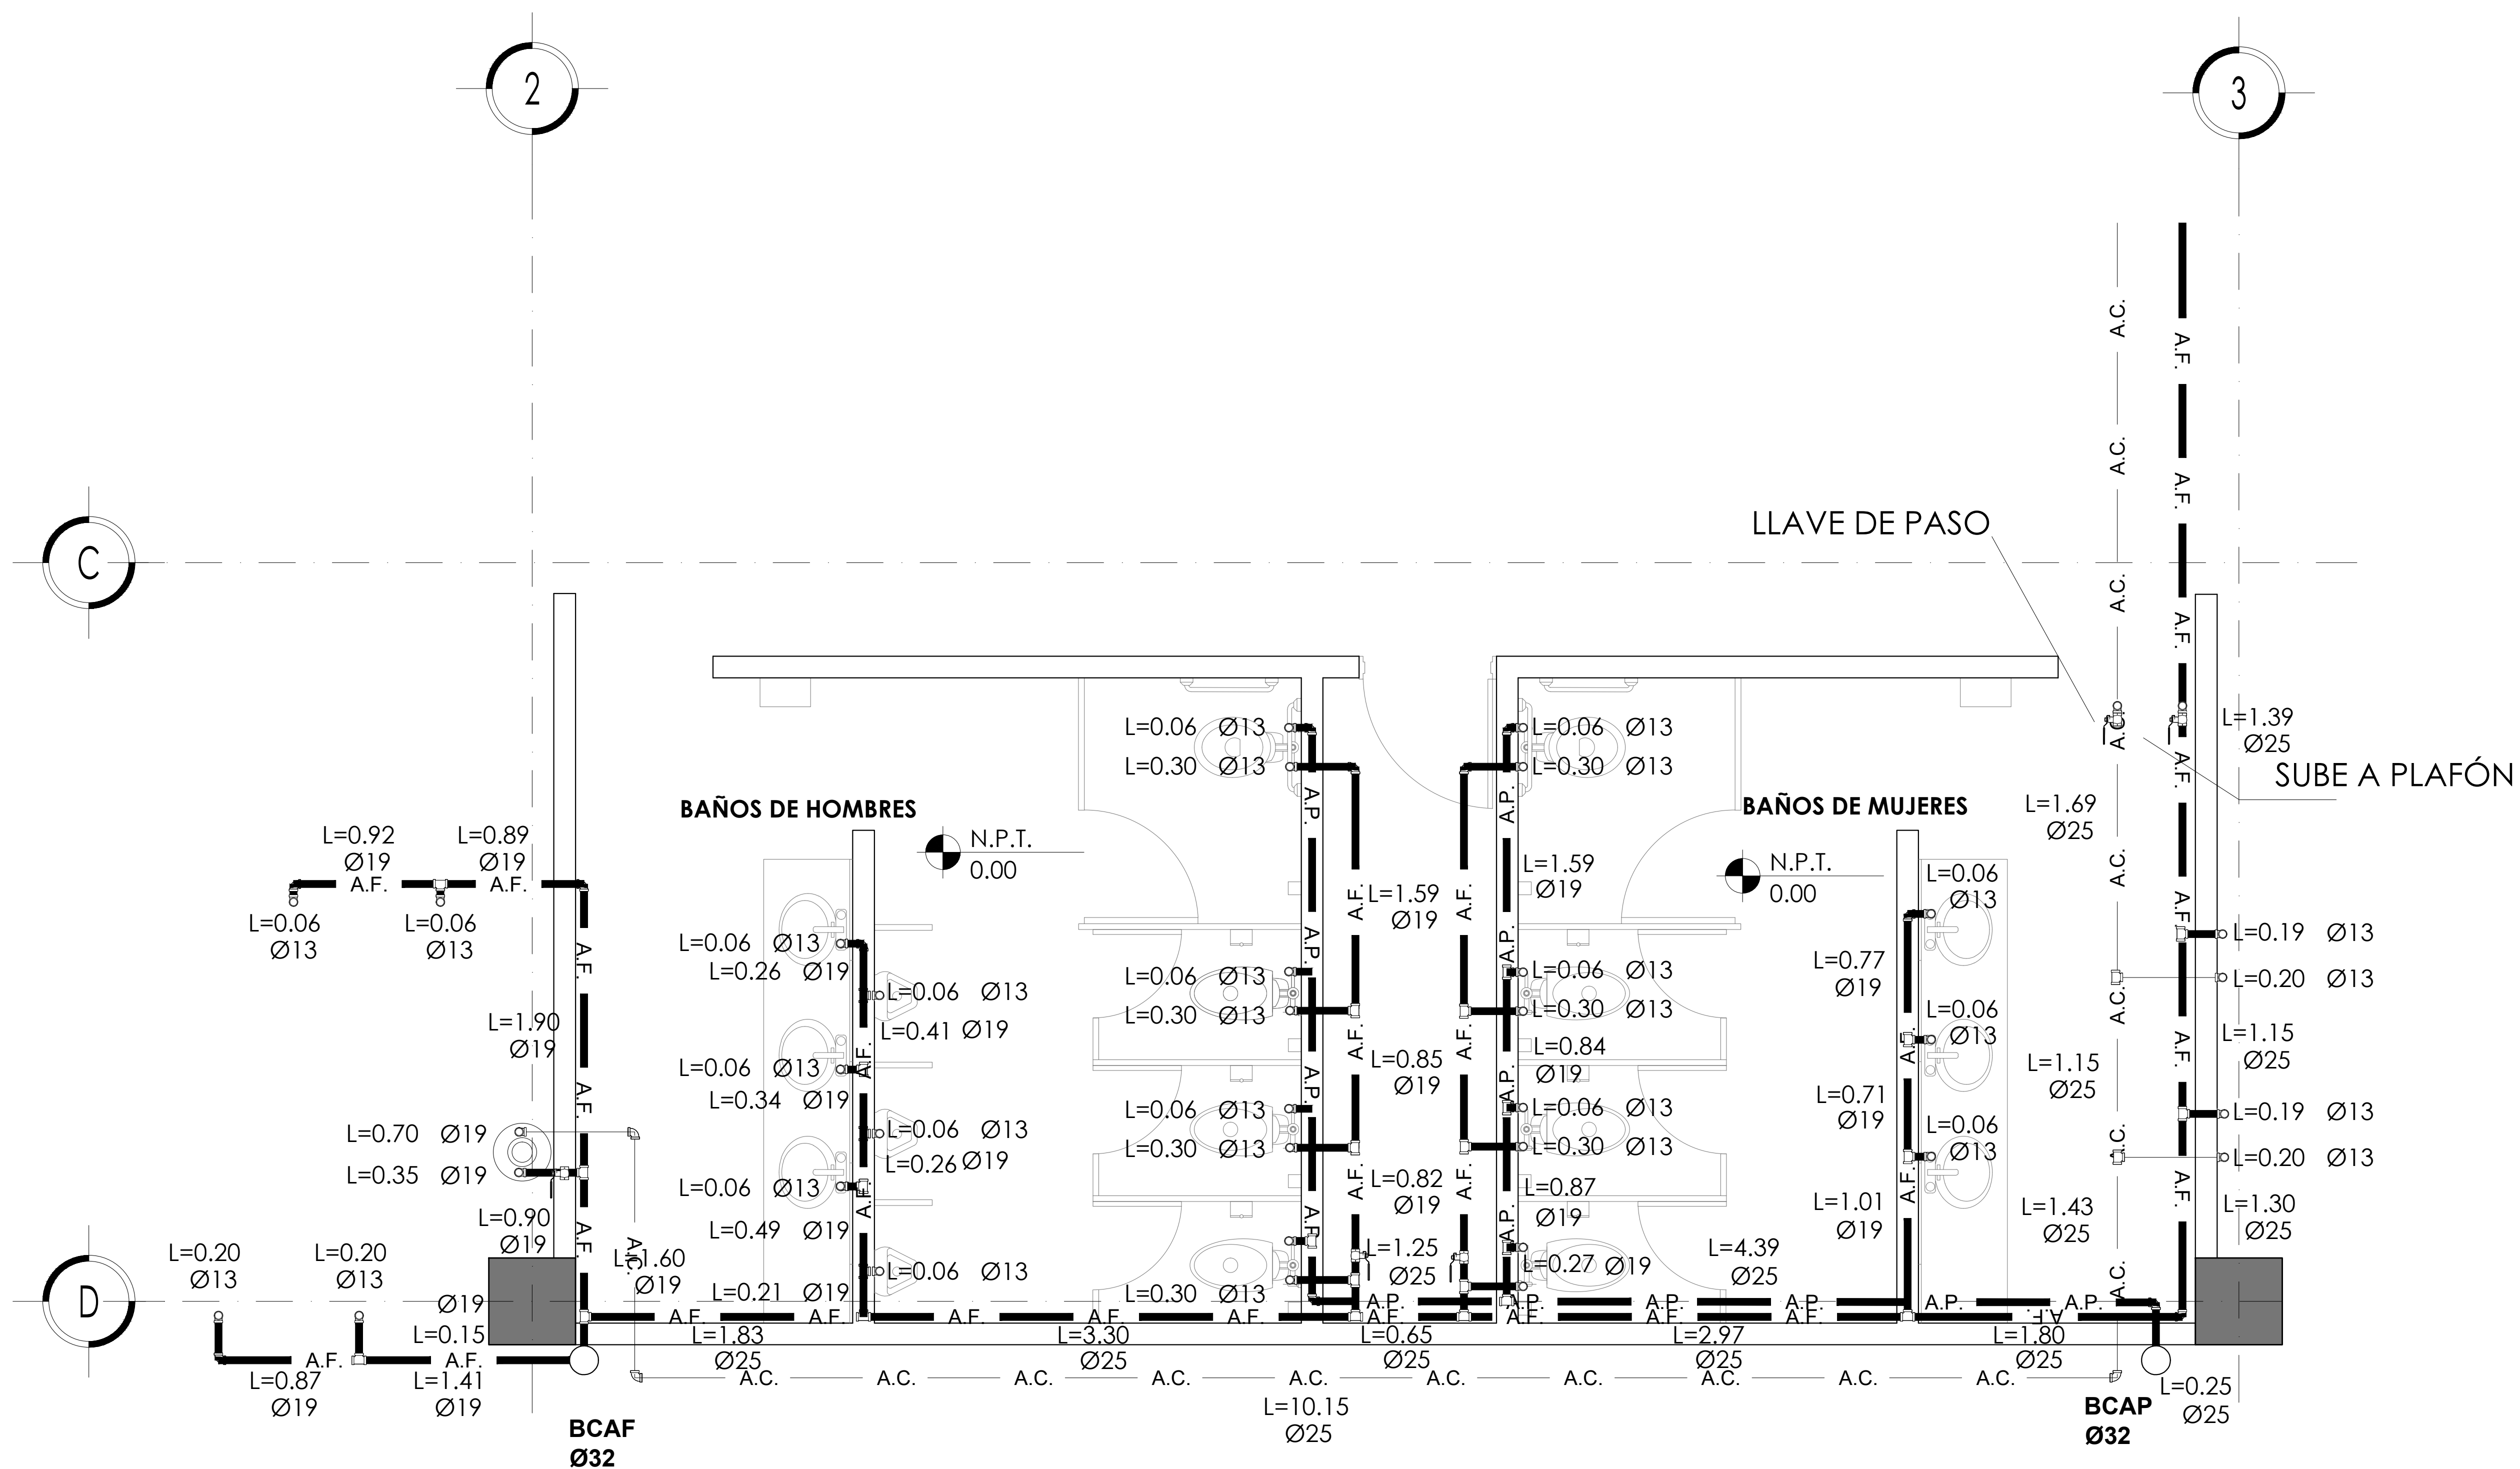 2
3
C
LLAVE DE PASO
A.C.
A.F.
A.C.
A.F.
A.C.
A.F.
L=0.06 Ø13
L=0.30 Ø13
L=0.06 Ø13
L=0.30 Ø13
A.C.
L=1.39
Ø25
SUBE A PLAFÓN
A.F.
BAÑOS DE HOMBRES
N.P.T.
0.00
A.P.
A.P.
BAÑOS DE MUJERES
N.P.T.
0.00
L=1.69
Ø25
L=0.92
Ø19
L=0.89
Ø19
A.F.
A.F.
L=0.06
Ø13
L=0.06
Ø13
A.F.
L=0.06 Ø13
L=0.26 Ø19
L=0.06 Ø13
L=0.41 Ø19
A.F.
L=0.06 Ø13
L=0.30 Ø13
A.P.
A.F.
L=1.59
Ø19
A.F.
A.P.
L=1.59
Ø19
L=0.06 Ø13
L=0.30 Ø13
L=0.06
Ø13
L=0.77
Ø19
L=0.06
Ø13
A.F.
A.C.
A.F.
L=0.19 Ø13
L=0.20 Ø13
A.C.
L=1.15
Ø25
L=1.15
Ø25
A.F.
L=1.90
Ø19
A.F.
L=0.06 Ø13
L=0.34 Ø19
L=0.06 Ø13
L=0.26 Ø19
L=0.06 Ø13
L=0.30 Ø13
A.P.
A.F.
L=0.85
Ø19
A.F.
A.P.
L=0.84
Ø19
L=0.06 Ø13
L=0.30 Ø13
L=0.71
Ø19
L=0.06
Ø13
A.C.
L=0.19 Ø13
L=0.20 Ø13
L=0.70 Ø19
L=0.35 Ø19
L=0.90
Ø19
A.F.
L=1.60
Ø19
A.C.
L=0.06 Ø13
L=0.49 Ø19
L=0.21 Ø19
A.F.
L=0.06 Ø13
L=0.30 Ø13
A.P.
A.F.
L=0.82
Ø19
A.F.
A.P.
L=0.87
Ø19
L=1.25
Ø25
L=0.27 Ø19
L=4.39
Ø25
L=1.01
Ø19
A.F.
L=1.43
Ø25
A.F.
L=1.30
Ø25
A.C.
D
L=0.20
Ø13
L=0.20
Ø13
Ø19
L=0.15
A.P. A.P. A.P. A.P. A.P. A.P.
A.F. A.F. A.F. A.F. A.F. A.F. A.F. A.F. A.F. A.F.
L=1.83
Ø25
L=3.30
Ø25
L=0.65
Ø25
L=2.97
Ø25
L=1.80
Ø25
A.F. A.F.
L=0.87
Ø19
L=1.41
Ø19
A.C. A.C. A.C. A.C. A.C. A.C. A.C. A.C. A.C. A.C.
L=10.15
Ø25
L=0.25
Ø25
BCAF
Ø32
BCAP
Ø32